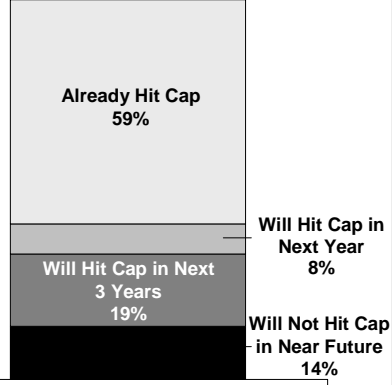 Already Hit Cap
59%
Will Hit Cap in
Next Year
8%
Will Hit Cap in Next
3 Years
19%
Will Not Hit Cap
in Near Future
14%